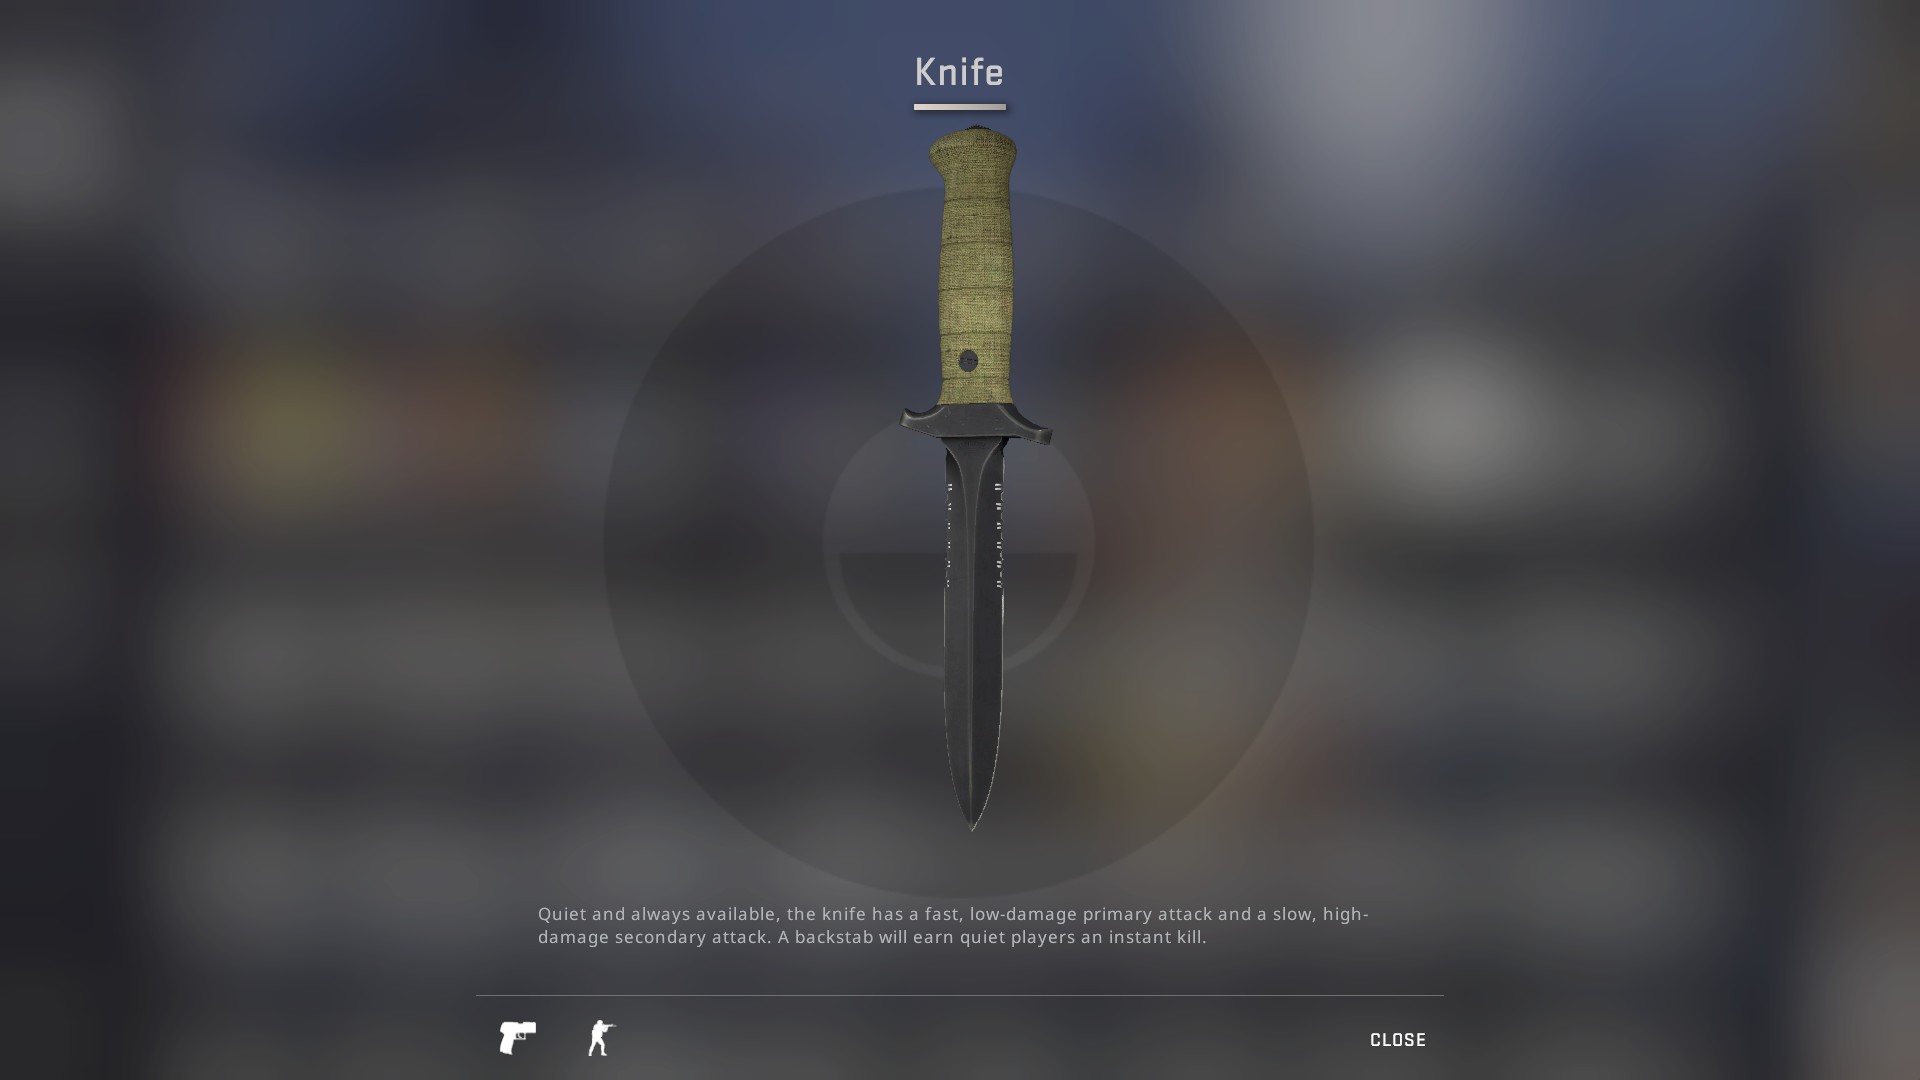 Knife
Quiet and always available, the knife has a fast, low-damage primary attack and a slow, high-
damage secondary attack. A backstab will earn quiet players an instant kill.
CLOSE